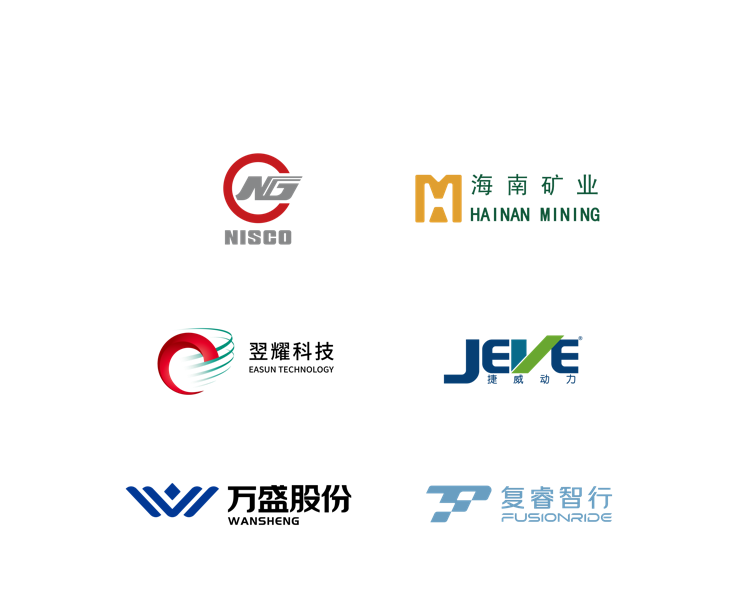 NG
NISCO
海南矿业
HAINAN MINING
翌耀科技
EASUN TECHNOLOGY
JEVE®
捷威动力
万盛股份
WANSHENG
复睿智行
FUSIONRIDE